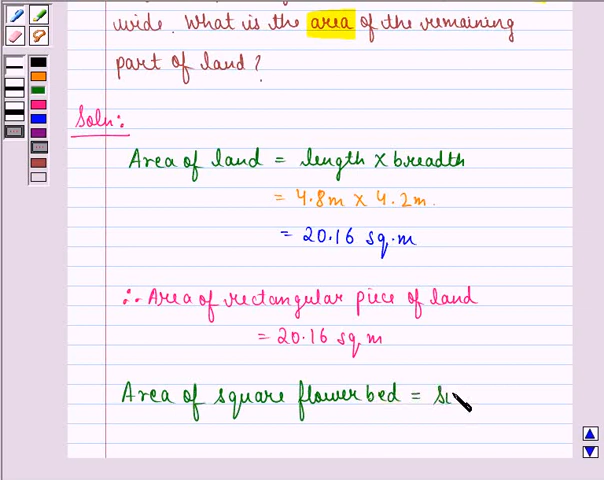 wide. What is the area of the remaining
part of land?
Soln:
Area of land = length x breadth
= 4.8m x 4.2m.
= 20.16 sq.m
∴ Area of rectangular piece of land
= 20.16 sq.m
Area of square flower bed =